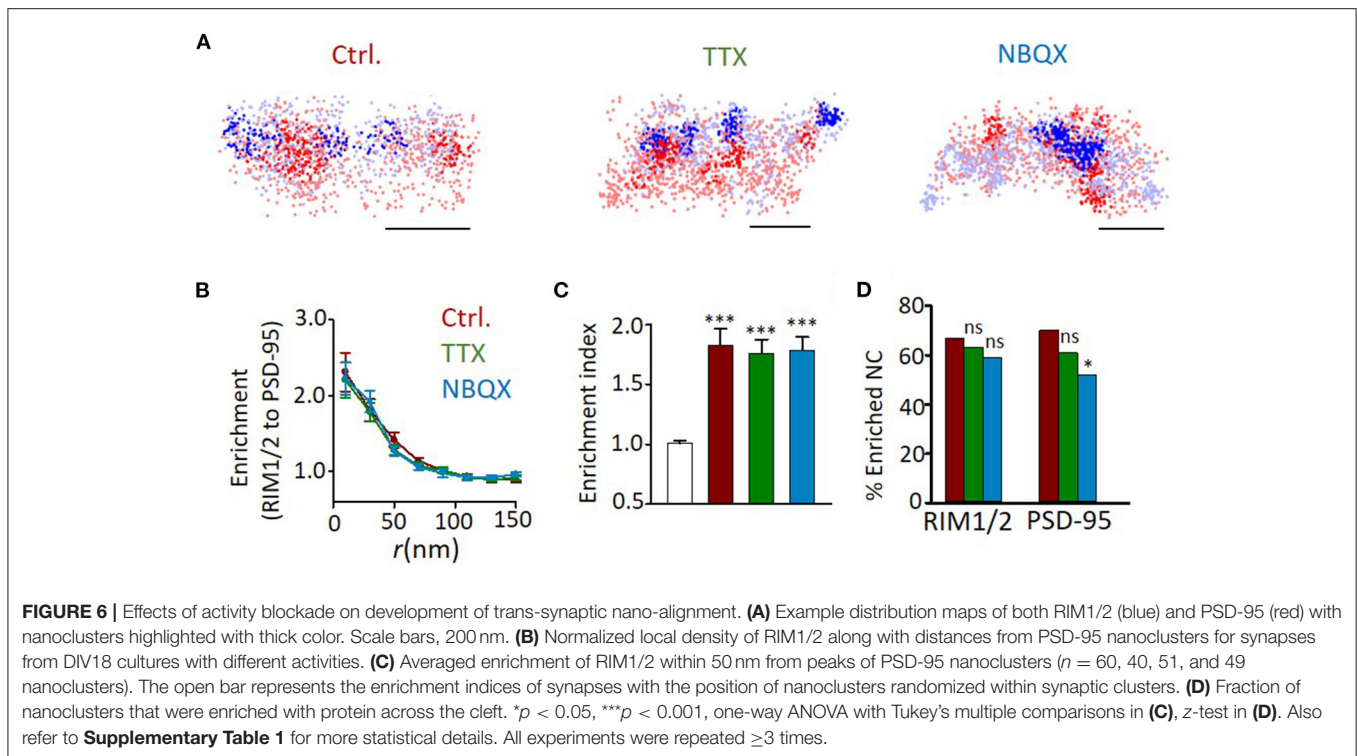 A
Ctrl.
TTX
NBQX
B
Enrichment
(RIM1/2 to PSD-95)
3.0
2.0
1.0
0
50
100
150
r(nm)
Ctrl.
TTX
NBQX
C
Enrichment index
2.0
1.5
1.0
0.5
***
***
***
D
% Enriched NC
80
60
40
20
0
ns
ns
ns
*
RIM1/2
PSD-95
FIGURE 6 | Effects of activity blockade on development of trans-synaptic nano-alignment. (A) Example distribution maps of both RIM1/2 (blue) and PSD-95 (red) with
nanoclusters highlighted with thick color. Scale bars, 200 nm. (B) Normalized local density of RIM1/2 along with distances from PSD-95 nanoclusters for synapses
from DIV18 cultures with different activities. (C) Averaged enrichment of RIM1/2 within 50 nm from peaks of PSD-95 nanoclusters (n = 60, 40, 51, and 49
nanoclusters). The open bar represents the enrichment indices of synapses with the position of nanoclusters randomized within synaptic clusters. (D) Fraction of
nanoclusters that were enriched with protein across the cleft. *p < 0.05, ***p < 0.001, one-way ANOVA with Tukey's multiple comparisons in (C), z-test in (D). Also
refer to Supplementary Table 1 for more statistical details. All experiments were repeated ≥3 times.